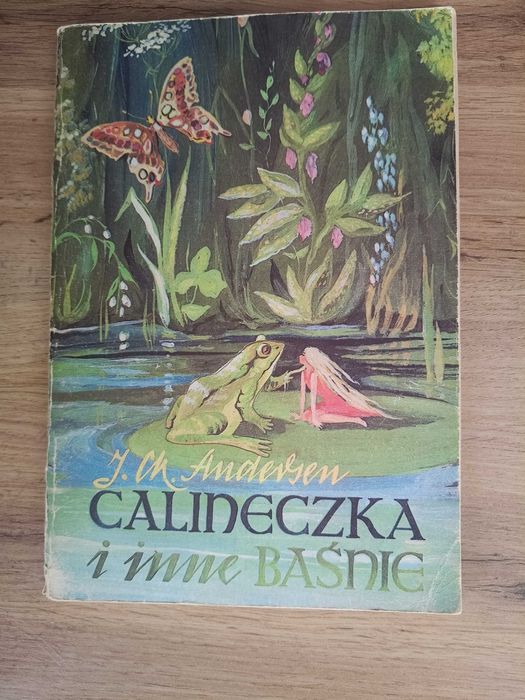 J. Ch. Andersen
CALINECZKA
i inne BAŚNIE